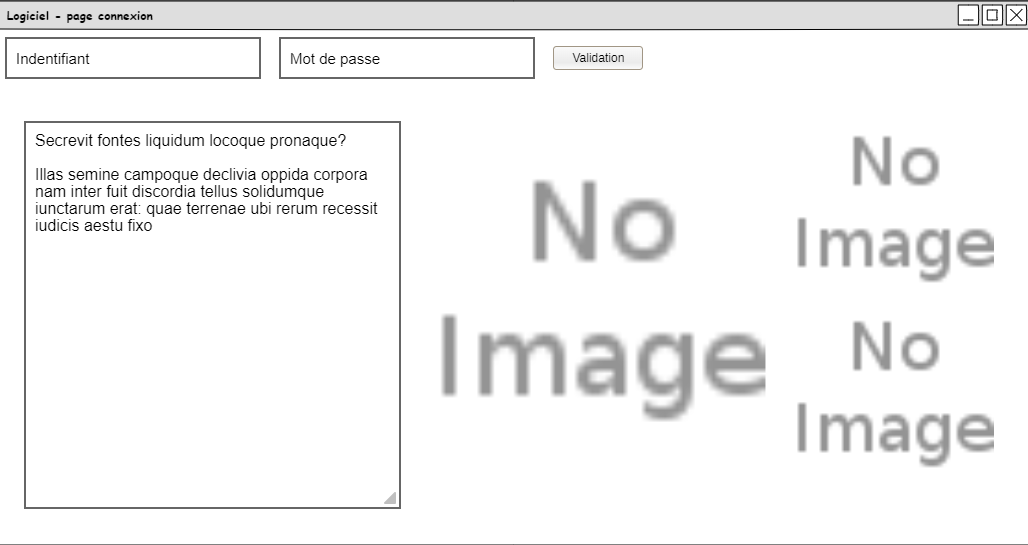 Logiciel - page connexion
Indentifiant
Mot de passe
Validation
Secrevit fontes liquidum locoque pronaque?
Illas semine campoque declivia oppida corpora
nam inter fuit discordia tellus solidumque
iunctarum erat: quae terrenae ubi rerum recessit
iudicis aestu fixo
No
Image
No
Image
No
Image